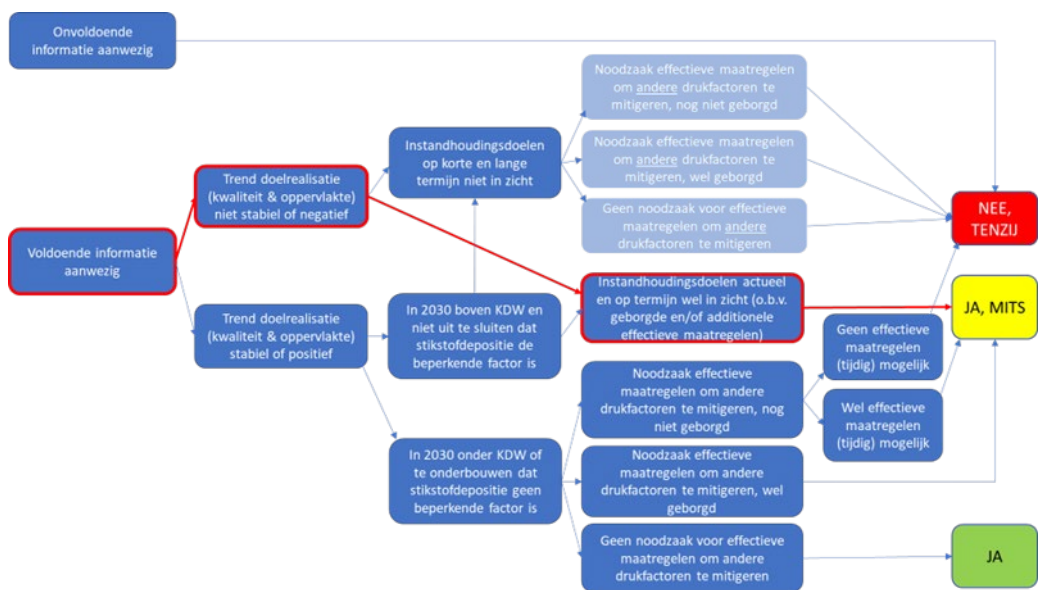 Onvoldoende
informatie aanwezig
Noodzaak effectieve maatregelen
om andere drukfactoren te
mitigeren, nog niet geborgd
Instandhoudingsdoelen
op korte en lange
termijn niet in zicht
Noodzaak effectieve maatregelen
om andere drukfactoren te
mitigeren, wel geborgd
Trend doelrealisatie
(kwaliteit & oppervlakte)
niet stabiel of negatief
Geen noodzaak voor effectieve
maatregelen om andere
drukfactoren te mitigeren
NEE,
TENZIJ
Voldoende informatie
aanwezig
Instandhoudingsdoelen actueel
en op termijn wel in zicht (o.b.v.
geborgde en/of additionele
effectieve maatregelen)
JA, MITS
Trend doelrealisatie
(kwaliteit & oppervlakte)
stabiel of positief
In 2030 boven KDW en
niet uit te sluiten dat
stikstofdepositie de
beperkende factor is
Geen effectieve
maatregelen
(tijdig) mogelijk
Noodzaak effectieve
maatregelen om andere
drukfactoren te mitigeren, nog
niet geborgd
Wel effectieve
maatregelen
(tijdig) mogelijk
In 2030 onder KDW of
te onderbouwen dat
stikstofdepositie geen
beperkende factor is
Noodzaak effectieve
maatregelen om andere
drukfactoren te mitigeren, wel
geborgd
Geen noodzaak voor effectieve
maatregelen om andere
drukfactoren te mitigeren
JA